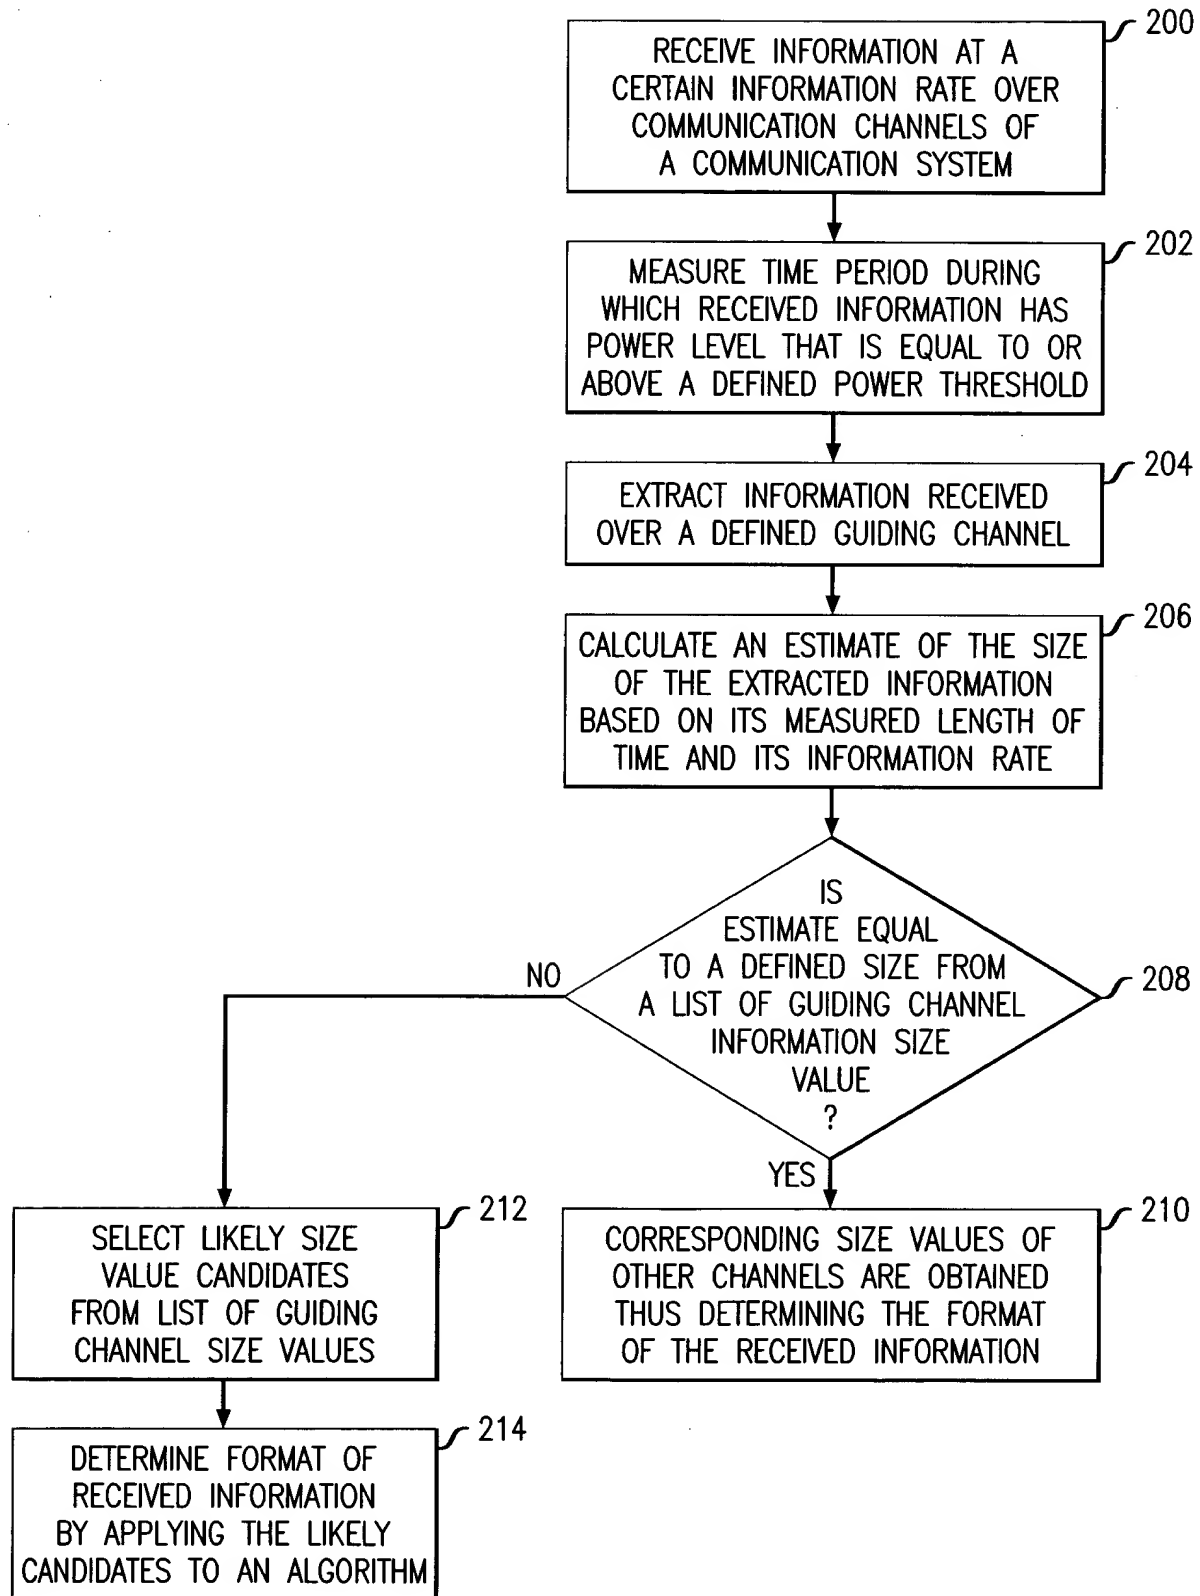 200
RECEIVE INFORMATION AT A
CERTAIN INFORMATION RATE OVER
COMMUNICATION CHANNELS OF
A COMMUNICATION SYSTEM
202
MEASURE TIME PERIOD DURING
WHICH RECEIVED INFORMATION HAS
POWER LEVEL THAT IS EQUAL TO OR
ABOVE A DEFINED POWER THRESHOLD
204
EXTRACT INFORMATION RECEIVED
OVER A DEFINED GUIDING CHANNEL
206
CALCULATE AN ESTIMATE OF THE SIZE
OF THE EXTRACTED INFORMATION
BASED ON ITS MEASURED LENGTH OF
TIME AND ITS INFORMATION RATE
IS
ESTIMATE EQUAL
TO A DEFINED SIZE FROM
A LIST OF GUIDING CHANNEL
INFORMATION SIZE
VALUE
?
208
NO
YES
212
SELECT LIKELY SIZE
VALUE CANDIDATES
FROM LIST OF GUIDING
CHANNEL SIZE VALUES
210
CORRESPONDING SIZE VALUES OF
OTHER CHANNELS ARE OBTAINED
THUS DETERMINING THE FORMAT
OF THE RECEIVED INFORMATION
214
DETERMINE FORMAT OF
RECEIVED INFORMATION
BY APPLYING THE LIKELY
CANDIDATES TO AN ALGORITHM